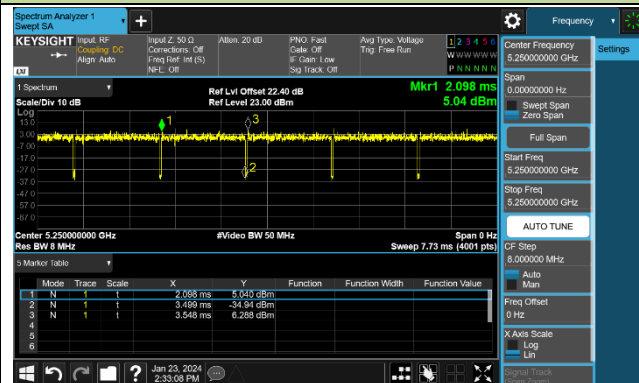 Spectrum Analyzer 1
Swept SA
Frequency
KEYSIGHT
Input: RF
Coupling: DC
Align: Auto
Input Z: 50 Ω
Corrections: Off
Freq Ref: Int (S)
NFE: Off
Atten: 20 dB
PNO: Fast
Gate: Off
IF Gain: Low
Sig Track: Off
Avg Type: Voltage
Trig: Free Run
1 2 3 4 5 6
W W W W W W
P N N N N N
LXI
1 Spectrum
Scale/Div 10 dB
Ref Lvl Offset 22.40 dB
Ref Level 23.00 dBm
Mkr1 2.098 ms
5.04 dBm
Log
13.0
3.00
-7.00
-17.0
-27.0
-37.0
-47.0
-57.0
-67.0
1
3
2
Center 5.250000000 GHz
Res BW 8 MHz
#Video BW 50 MHz
Span 0 Hz
Sweep 7.73 ms (4001 pts)
5 Marker Table
Mode Trace Scale X Y Function Function Width Function Value
1 N 1 t 2.098 ms 5.040 dBm
2 N 1 t 3.499 ms -34.94 dBm
3 N 1 t 3.548 ms 6.288 dBm
4
5
6
Jan 23, 2024
2:33:08 PM
Center Frequency
5.250000000 GHz
Settings
Span
0.00000000 Hz
Swept Span
Zero Span
Full Span
Start Freq
5.250000000 GHz
Stop Freq
5.250000000 GHz
AUTO TUNE
CF Step
8.000000 MHz
Auto
Man
Freq Offset
0 Hz
X Axis Scale
Log
Lin
Signal Track
(Span Zoom)